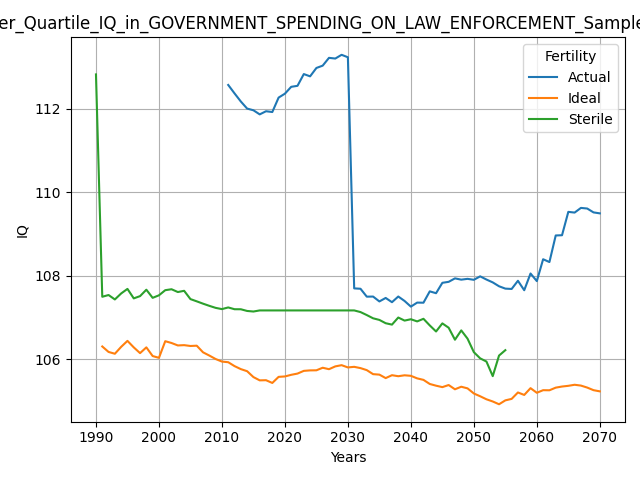 er_Quartile_IQ_in_GOVERNMENT_SPENDING_ON_LAW_ENFORCEMENT_Sample
Fertility
Actual
Ideal
Sterile
112
110
108
106
IQ
1990 2000 2010 2020 2030 2040 2050 2060 2070
Years